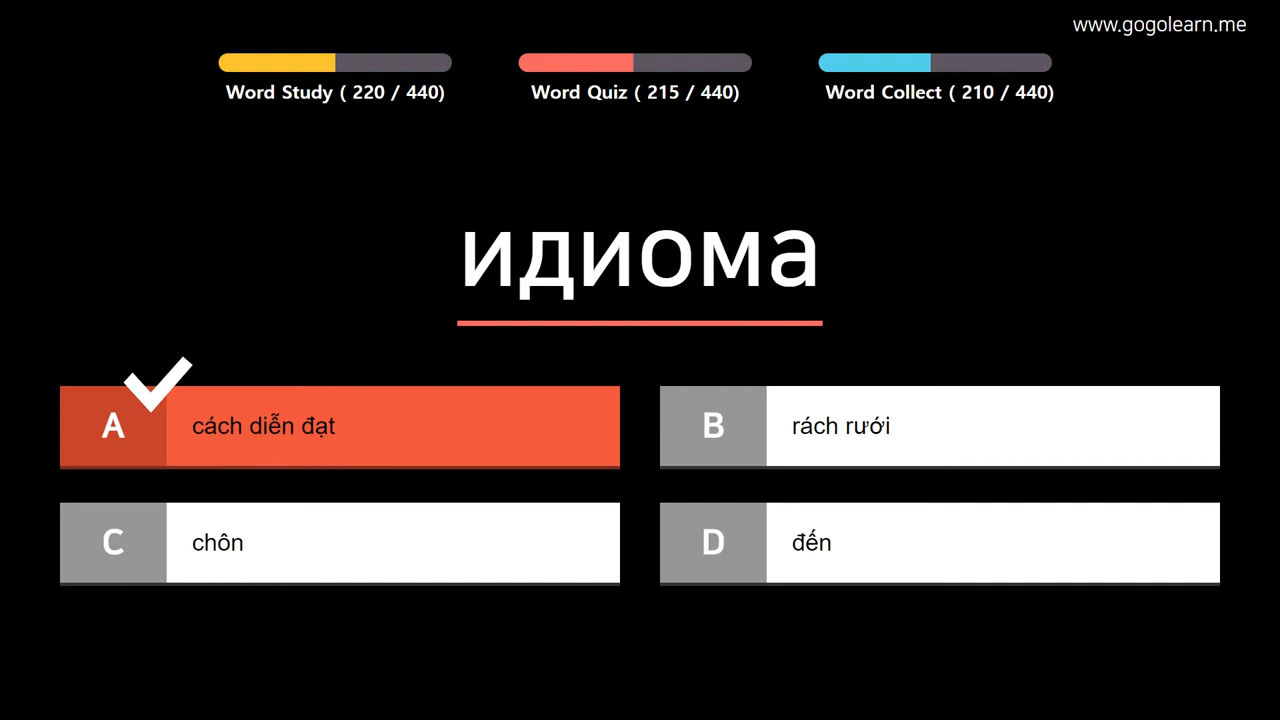 www.gogolearn.me
Word Study ( 220 / 440)
Word Quiz ( 215 / 440)
Word Collect ( 210 / 440)
идиома
A cách diễn đạt
B rách rưới
C chôn
D đến